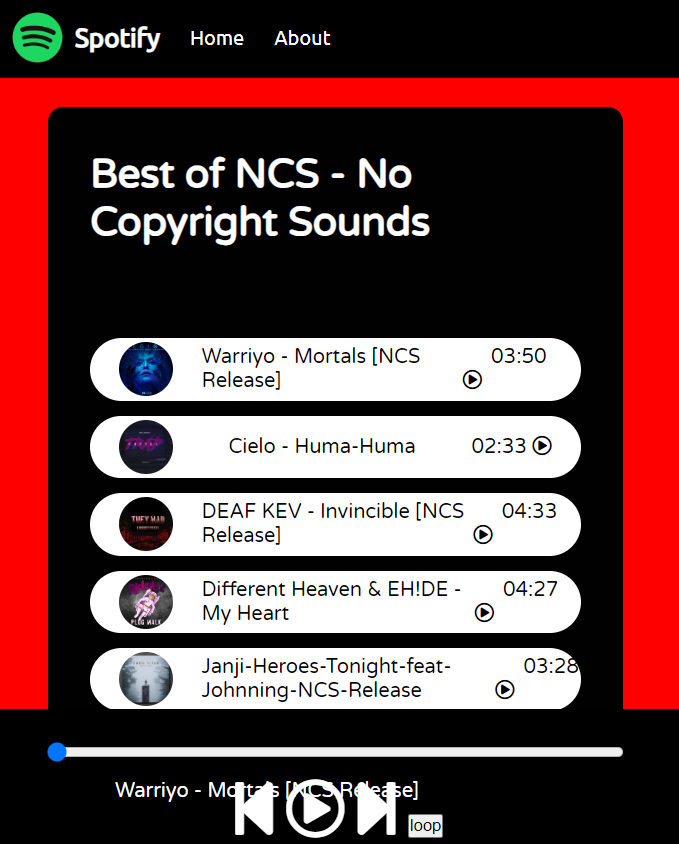 Spotify Home About
Best of NCS - No
Copyright Sounds
Warriyo - Mortals [NCS
Release]
03:50
Cielo - Huma-Huma
02:33
DEAF KEV - Invincible [NCS
Release]
04:33
Different Heaven & EH!DE -
My Heart
04:27
Janji-Heroes-Tonight-feat-
Johnning-NCS-Release
03:28
Warriyo - Mortals [NCS Release]
loop